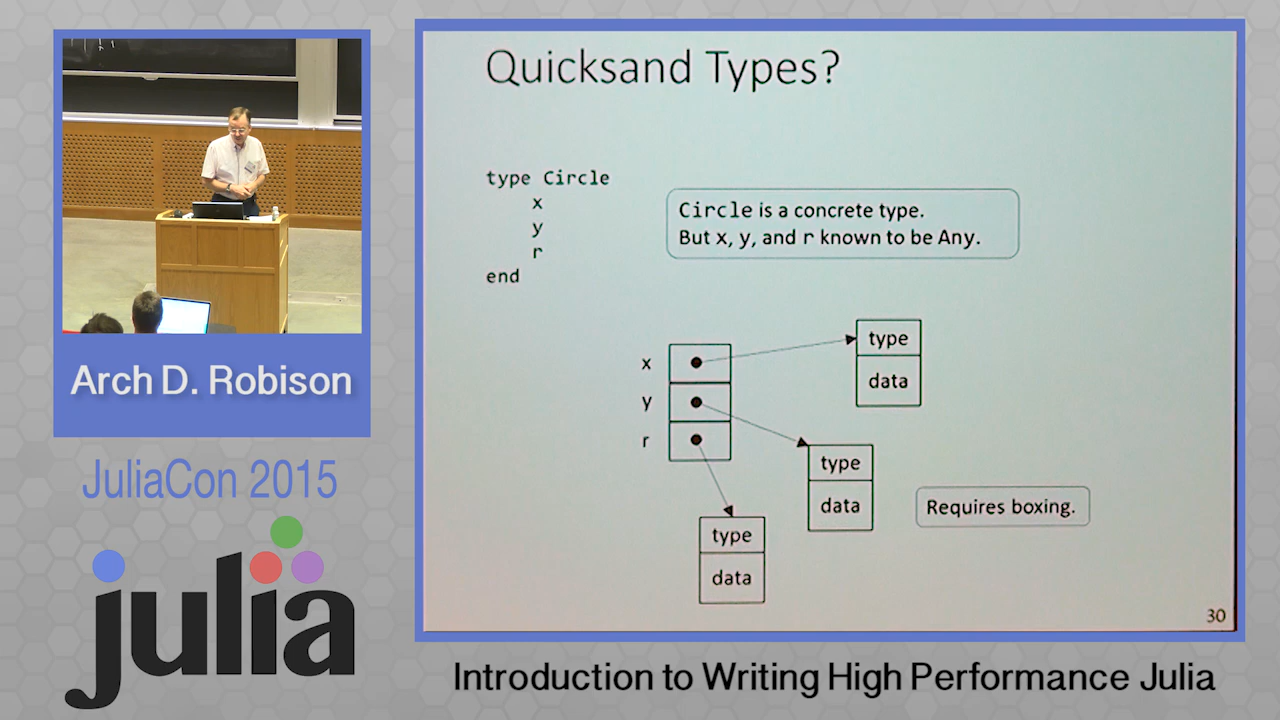 Quicksand Types?
type Circle
x
y
r
end
Circle is a concrete type.
But x, y, and r known to be Any.
x
y
r
type
data
type
data
type
data
Requires boxing.
30
Arch D. Robison
JuliaCon 2015
julia
Introduction to Writing High Performance Julia